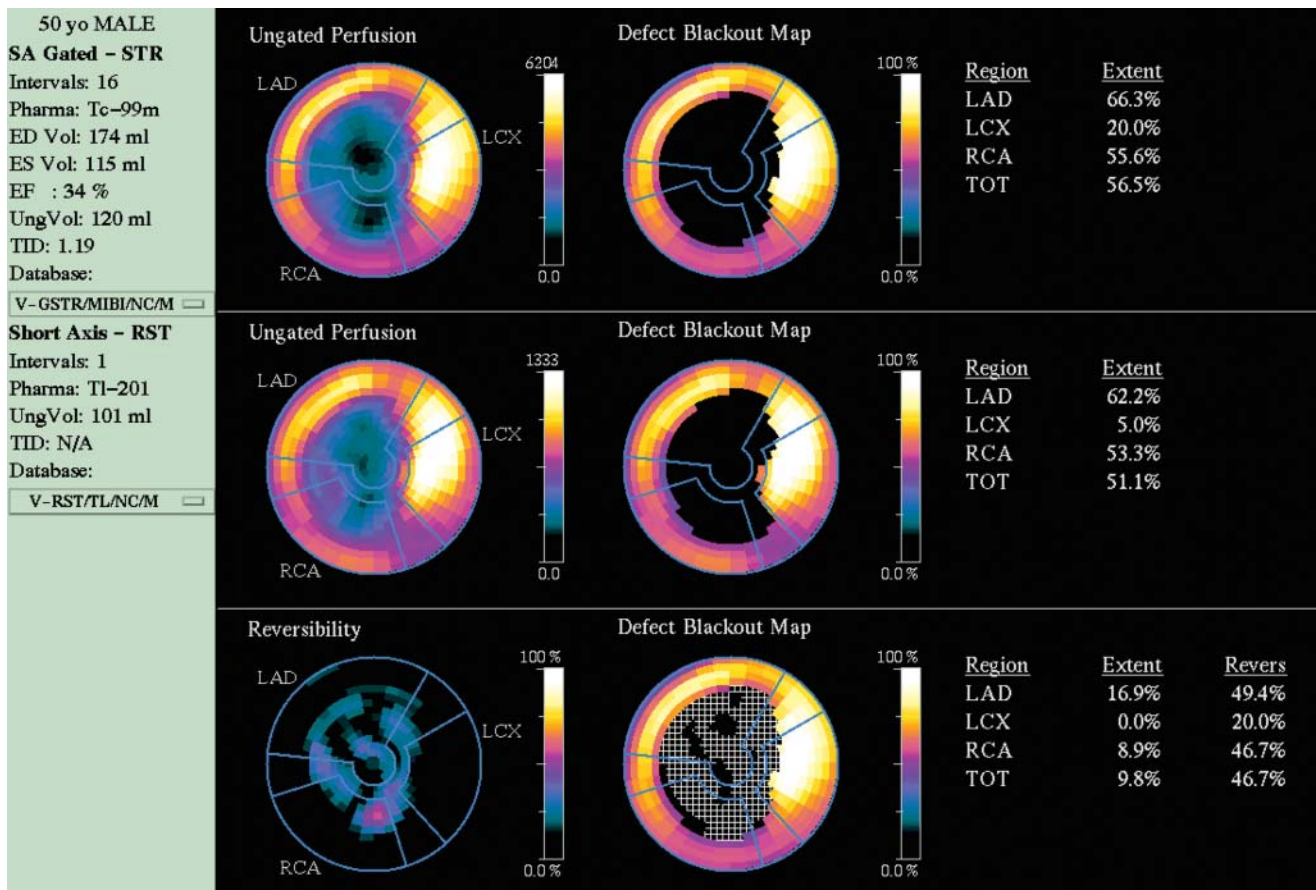 50 yo MALE
SA Gated – STR
Intervals: 16
Pharma: Tc–99m
ED Vol: 174 ml
ES Vol: 115 ml
EF : 34 %
UngVol: 120 ml
TID: 1.19
Database:
V–GSTR/MIBI/NC/M
Ungated Perfusion
Defect Blackout Map
LAD
LCX
RCA
6204
0.0
100 %
0.0 %
Region Extent
LAD 66.3%
LCX 20.0%
RCA 55.6%
TOT 56.5%
Short Axis – RST
Intervals: 1
Pharma: Tl–201
UngVol: 101 ml
TID: N/A
Database:
V–RST/TL/NC/M
Ungated Perfusion
Defect Blackout Map
LAD
LCX
RCA
1333
0.0
100 %
0.0 %
Region Extent
LAD 62.2%
LCX 5.0%
RCA 53.3%
TOT 51.1%
Reversibility
Defect Blackout Map
LAD
LCX
RCA
100 %
0.0 %
100 %
0.0 %
Region Extent Revers
LAD 16.9% 49.4%
LCX 0.0% 20.0%
RCA 8.9% 46.7%
TOT 9.8% 46.7%